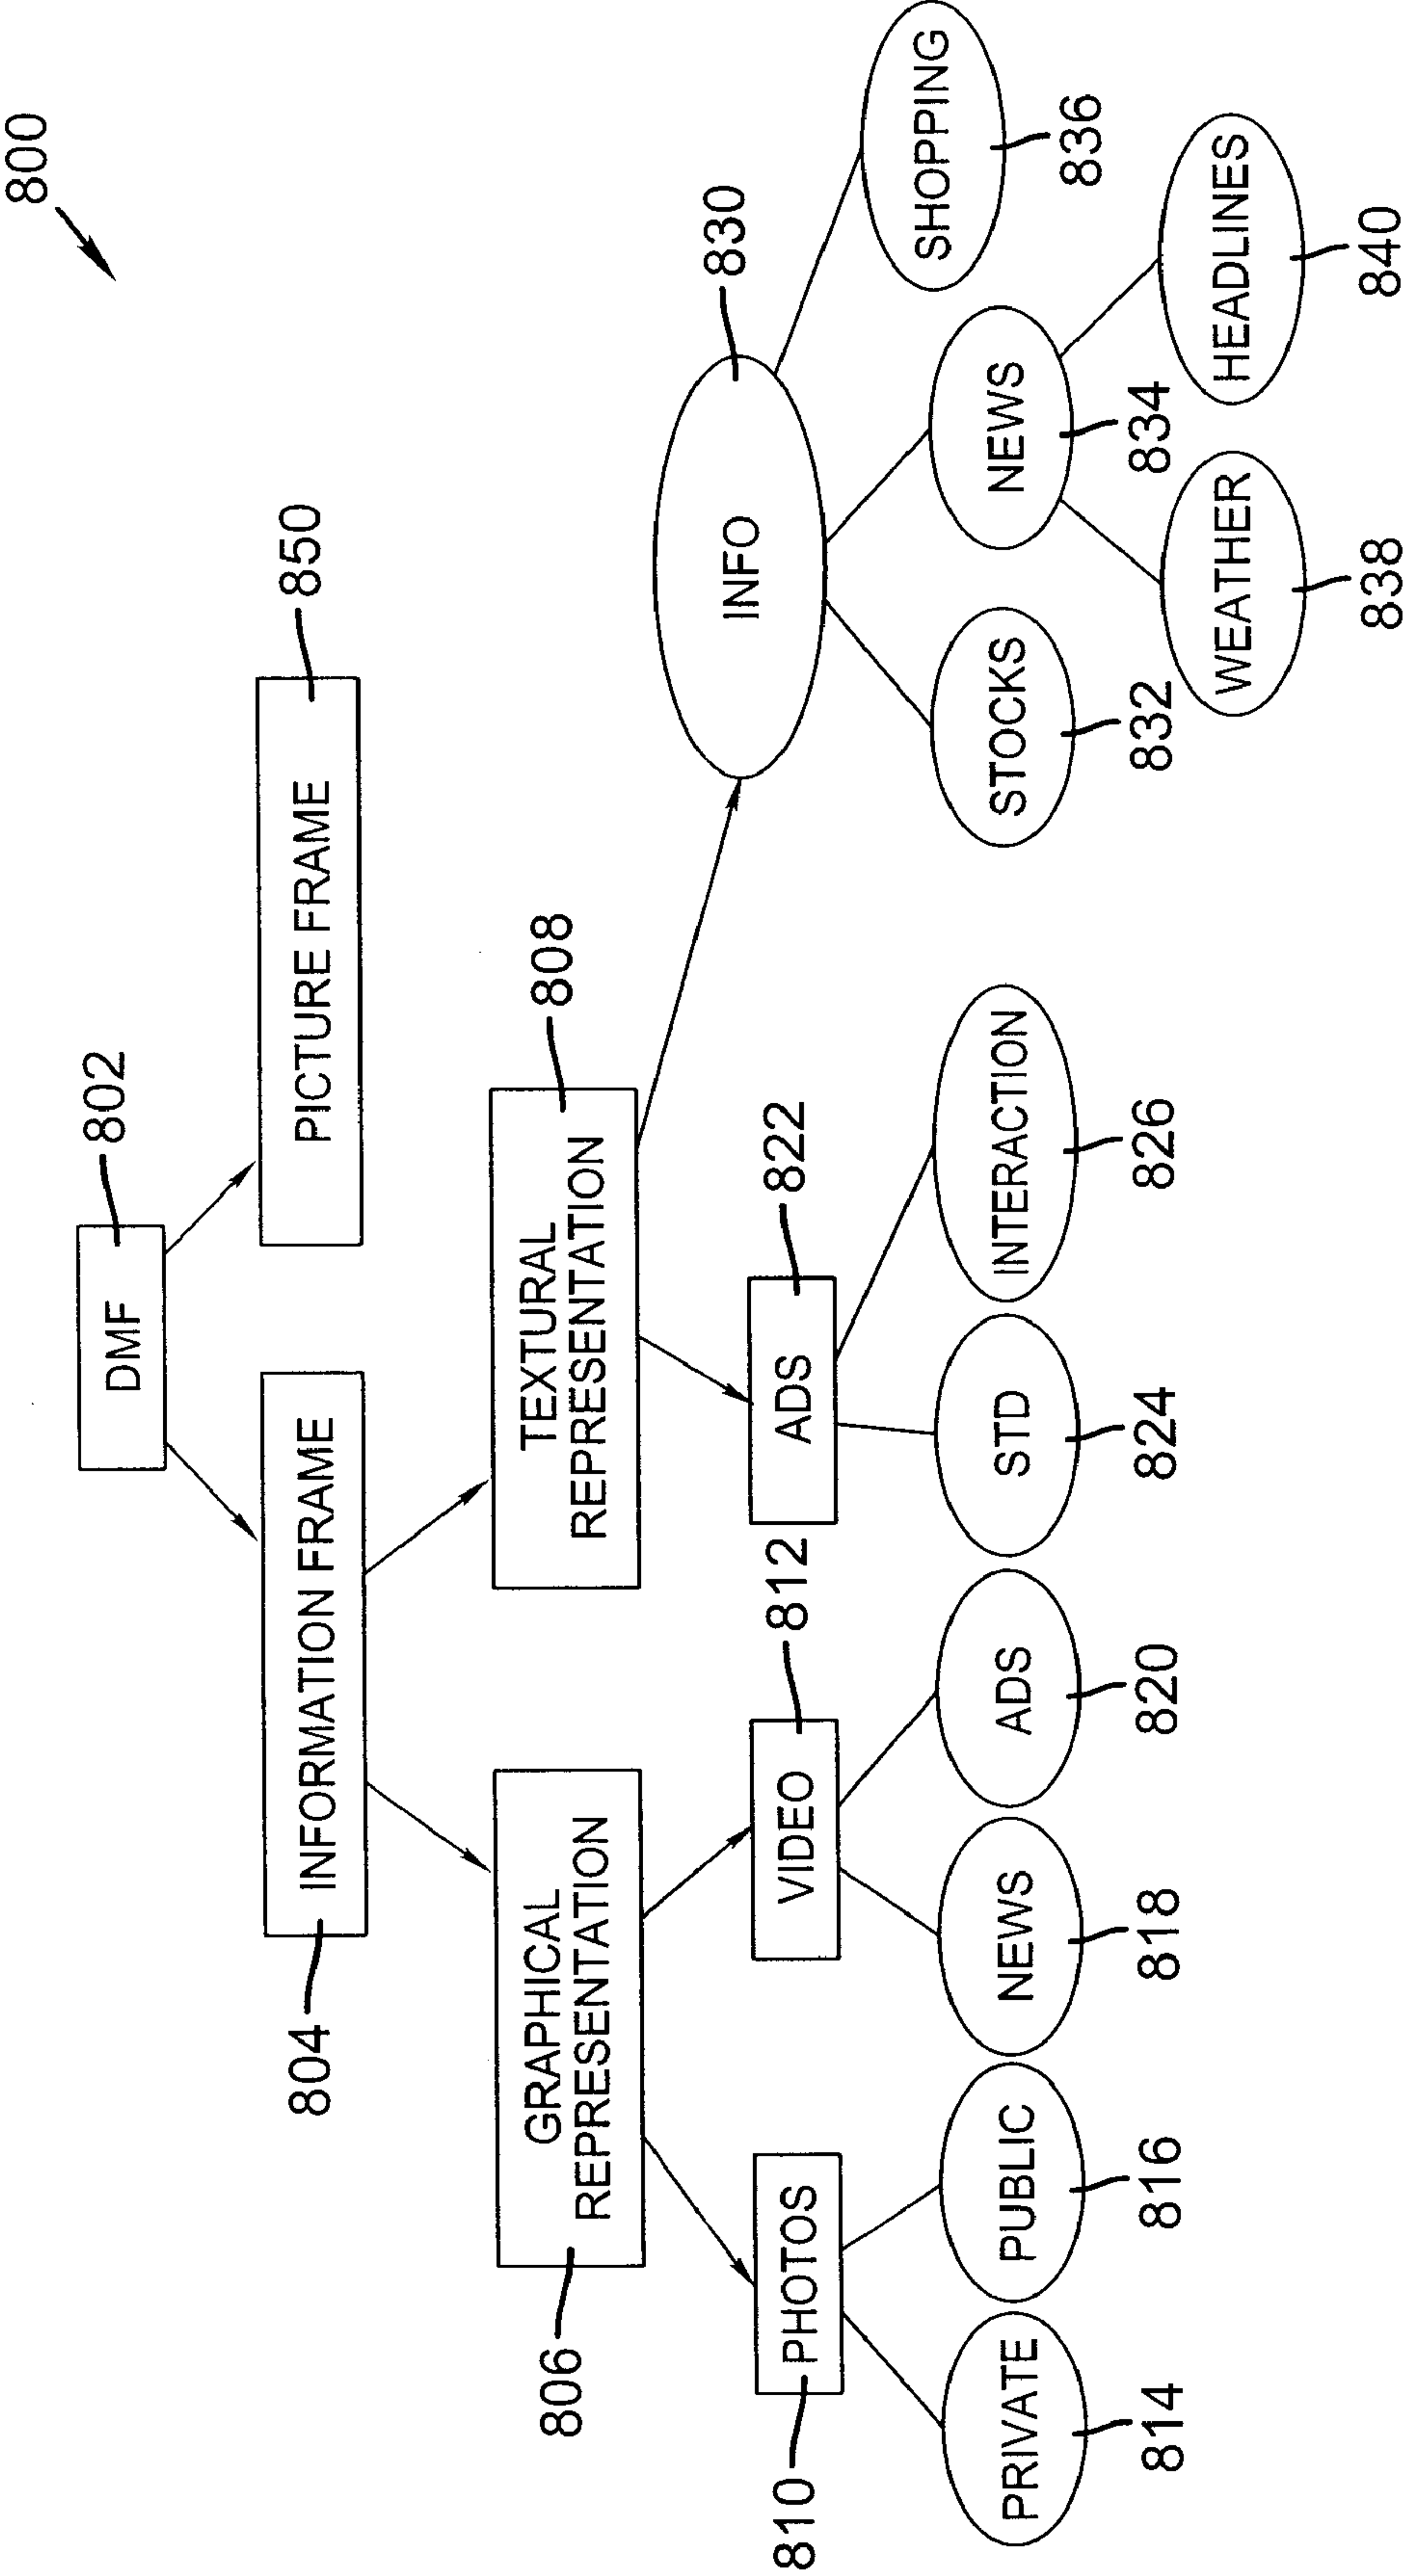 800
DMF
802
804
INFORMATION FRAME
PICTURE FRAME
850
806
GRAPHICAL
REPRESENTATION
TEXTURAL
REPRESENTATION
808
810
PHOTOS
VIDEO
812
ADS
822
INFO
830
PRIVATE
814
PUBLIC
816
NEWS
818
ADS
820
STD
824
INTERACTION
826
STOCKS
832
NEWS
834
SHOPPING
836
WEATHER
838
HEADLINES
840